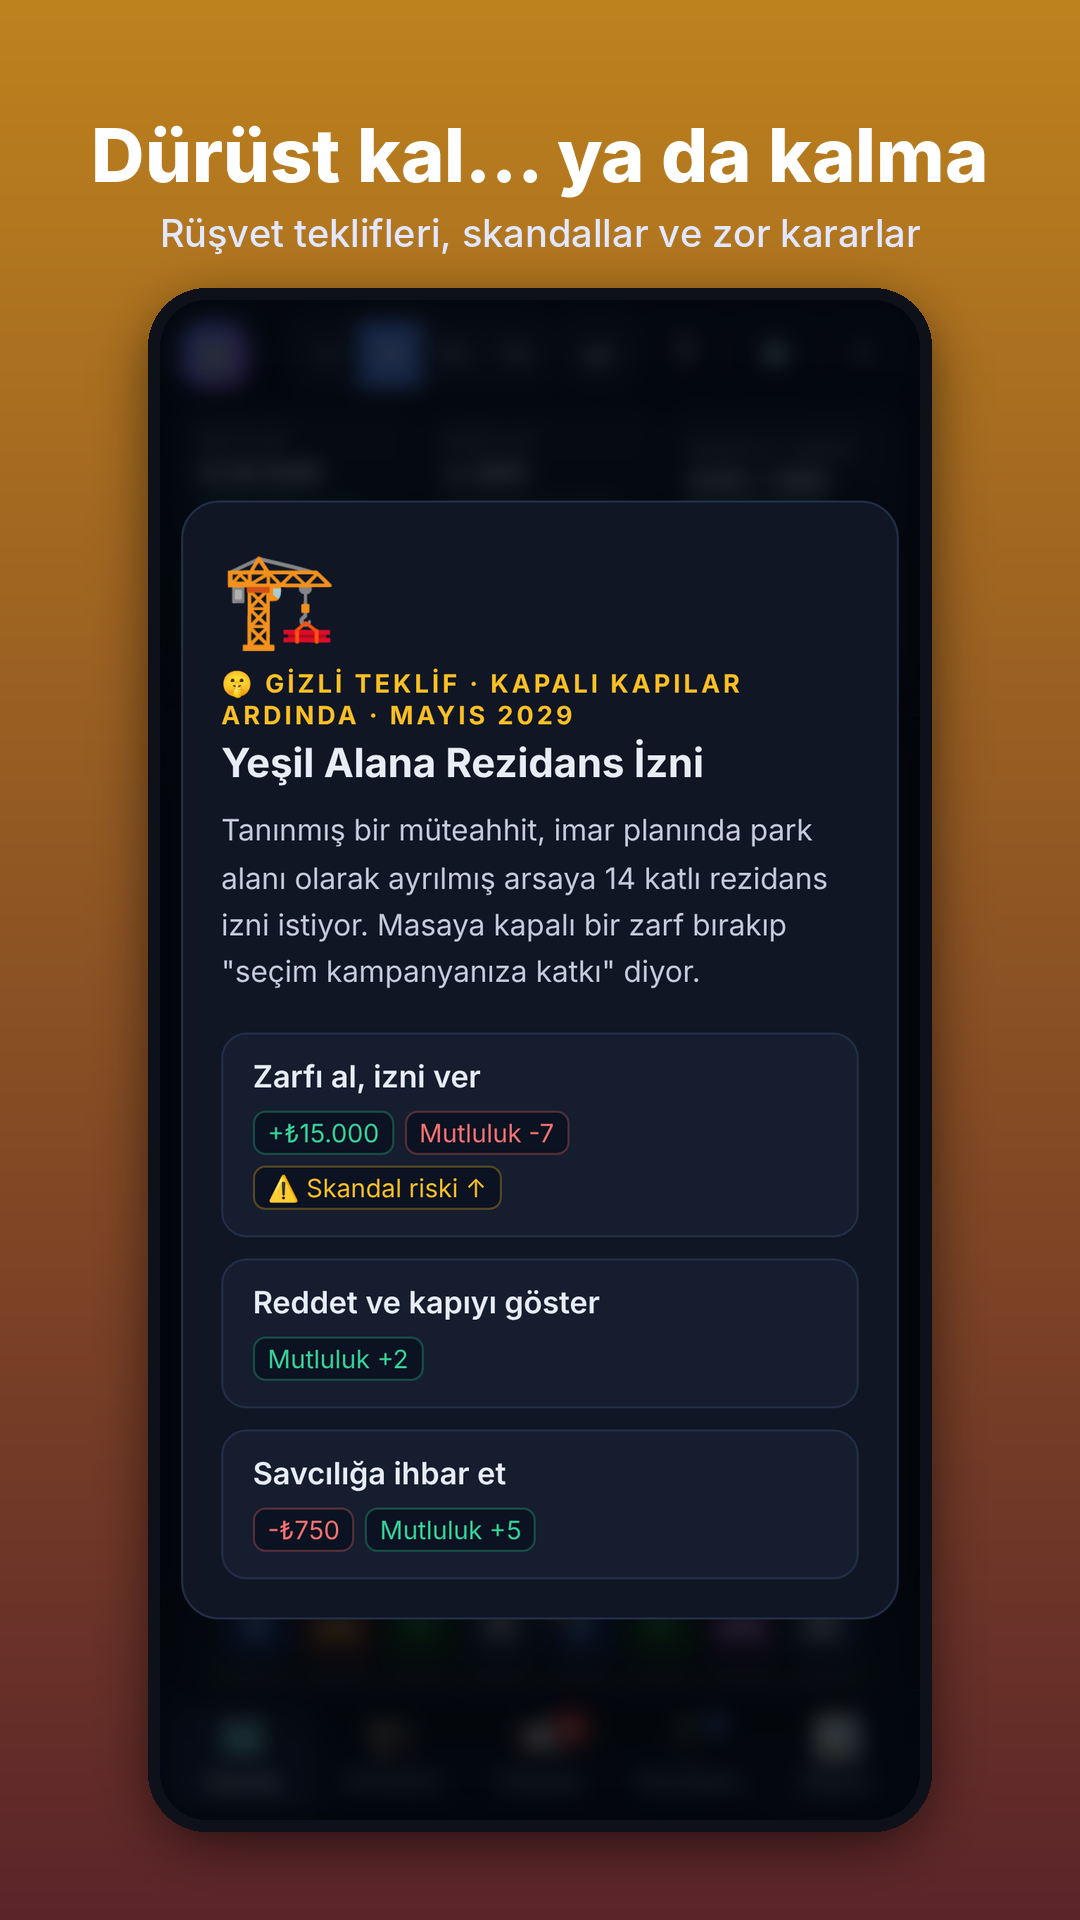 Dürüst kal... ya da kalma
Rüşvet teklifleri, skandallar ve zor kararlar
🤫 GİZLİ TEKLİF · KAPALI KAPILAR
ARDINDA · MAYIS 2029
Yeşil Alana Rezidans İzni
Tanınmış bir müteahhit, imar planında park
alanı olarak ayrılmış arsaya 14 katlı rezidans
izni istiyor. Masaya kapalı bir zarf bırakıp
"seçim kampanyanıza katkı" diyor.
Zarfı al, izni ver
+₺15.000 Mutluluk -7
⚠️ Skandal riski ↑
Reddet ve kapıyı göster
Mutluluk +2
Savcılığa ihbar et
-₺750 Mutluluk +5